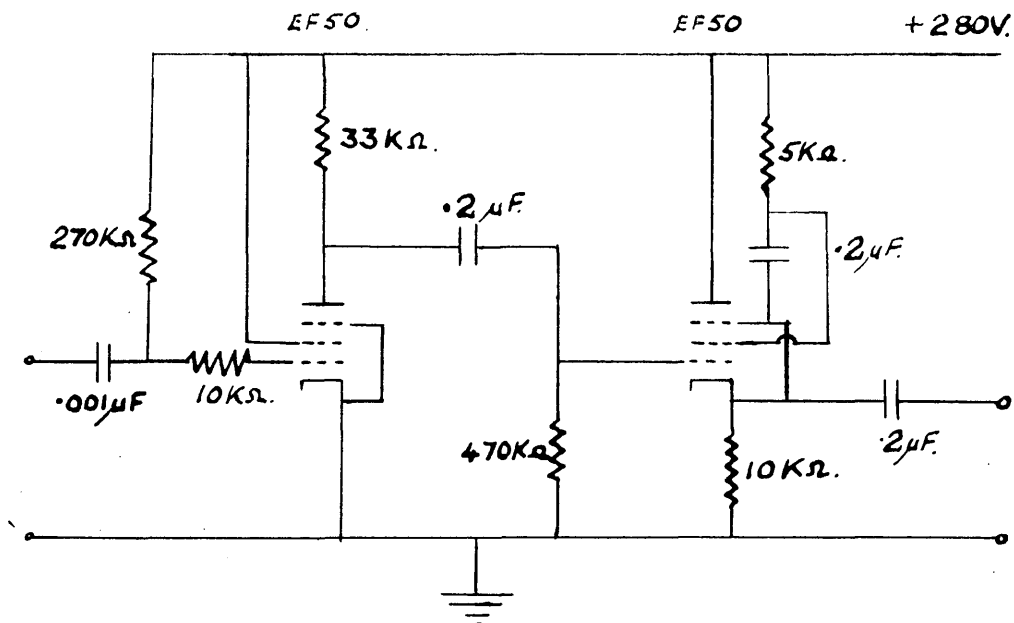 EF50.
EF50
+280V.
33KΩ.
5KΩ.
.2μF.
270KΩ
.2μF.
10KΩ.
.001μF
470KΩ
10KΩ.
.2μF.